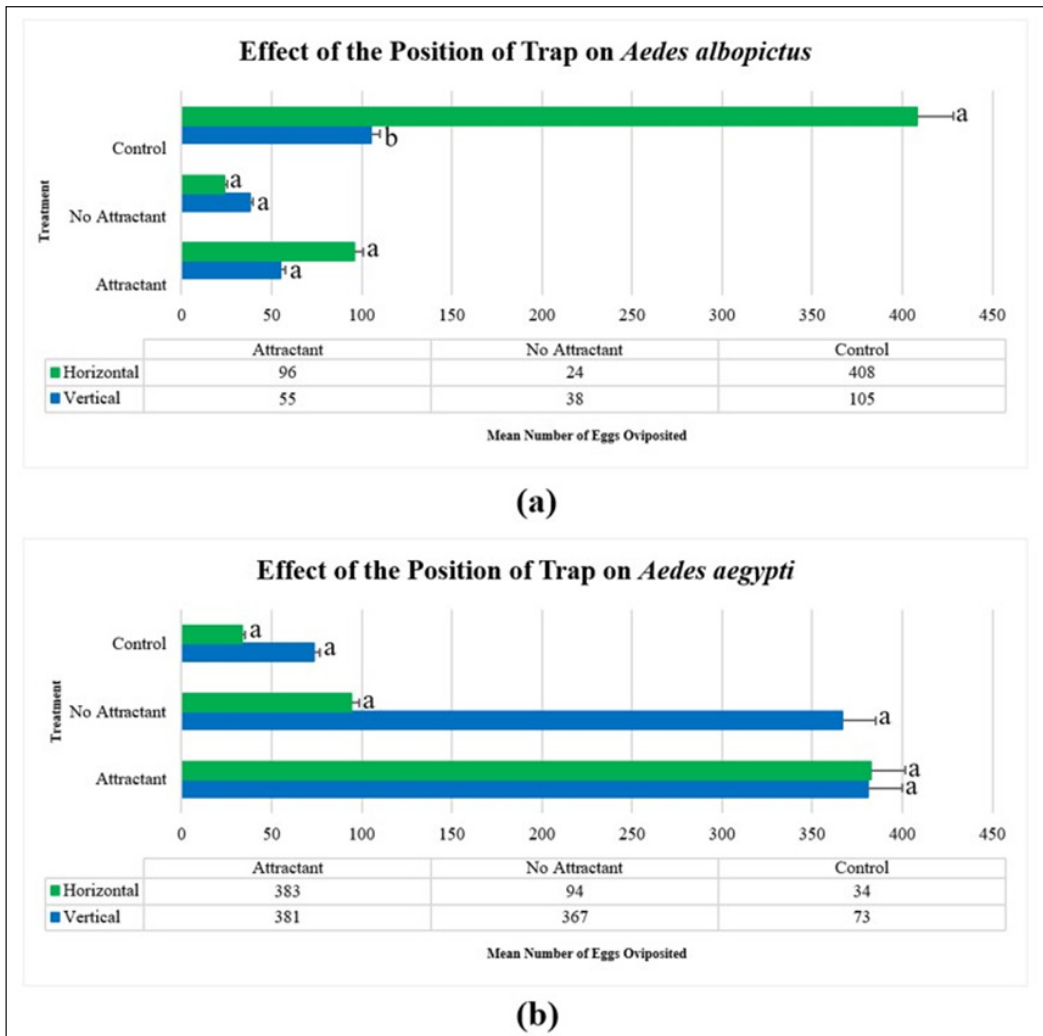 Effect of the Position of Trap on Aedes albopictus
Treatment
Control
a
b
No Attractant
a
a
Attractant
a
a
0 50 100 150 200 250 300 350 400 450
Attractant No Attractant Control
Horizontal 96 24 408
Vertical 55 38 105
Mean Number of Eggs Oviposited
(a)
Effect of the Position of Trap on Aedes aegypti
Treatment
Control
a
a
No Attractant
a
a
Attractant
a
a
0 50 100 150 200 250 300 350 400 450
Attractant No Attractant Control
Horizontal 383 94 34
Vertical 381 367 73
Mean Number of Eggs Oviposited
(b)